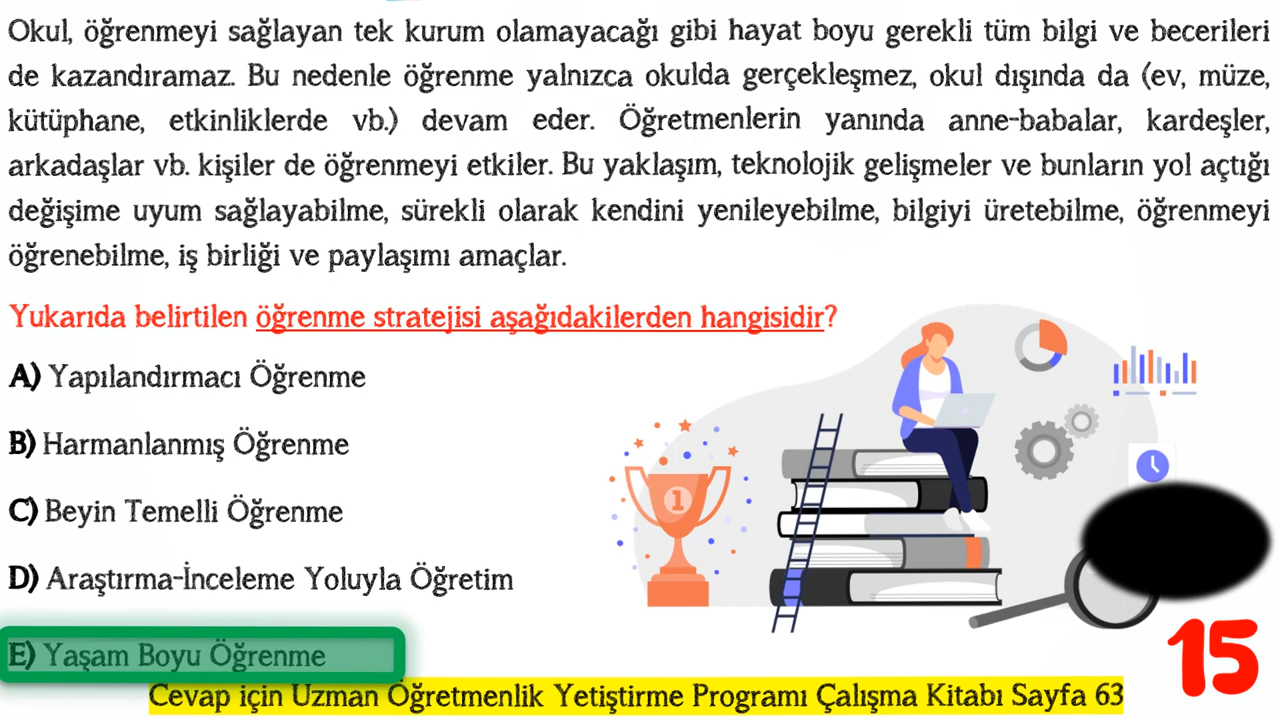 Okul, öğrenmeyi sağlayan tek kurum olamayacağı gibi hayat boyu gerekli tüm bilgi ve becerileri
de kazandıramaz. Bu nedenle öğrenme yalnızca okulda gerçekleşmez, okul dışında da (ev, müze,
kütüphane, etkinliklerde vb.) devam eder. Öğretmenlerin yanında anne-babalar, kardeşler,
arkadaşlar vb. kişiler de öğrenmeyi etkiler. Bu yaklaşım, teknolojik gelişmeler ve bunların yol açtığı
değişime uyum sağlayabilme, sürekli olarak kendini yenileyebilme, bilgiyi üretebilme, öğrenmeyi
öğrenebilme, iş birliği ve paylaşımı amaçlar.
Yukarıda belirtilen öğrenme stratejisi aşağıdakilerden hangisidir?
A) Yapılandırmacı Öğrenme
B) Harmanlanmış Öğrenme
C) Beyin Temelli Öğrenme
D) Araştırma-İnceleme Yoluyla Öğretim
E) Yaşam Boyu Öğrenme
1
15
Cevap için Uzman Öğretmenlik Yetiştirme Programı Çalışma Kitabı Sayfa 63